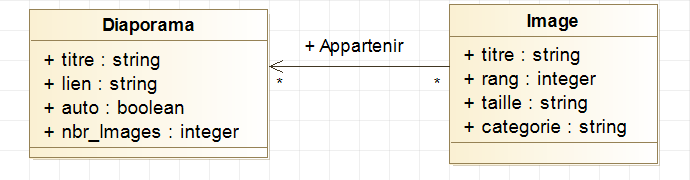 Diaporama
+ titre : string
+ lien : string
+ auto : boolean
+ nbr_Images : integer
+ Appartenir
*
*
Image
+ titre : string
+ rang : integer
+ taille : string
+ categorie : string